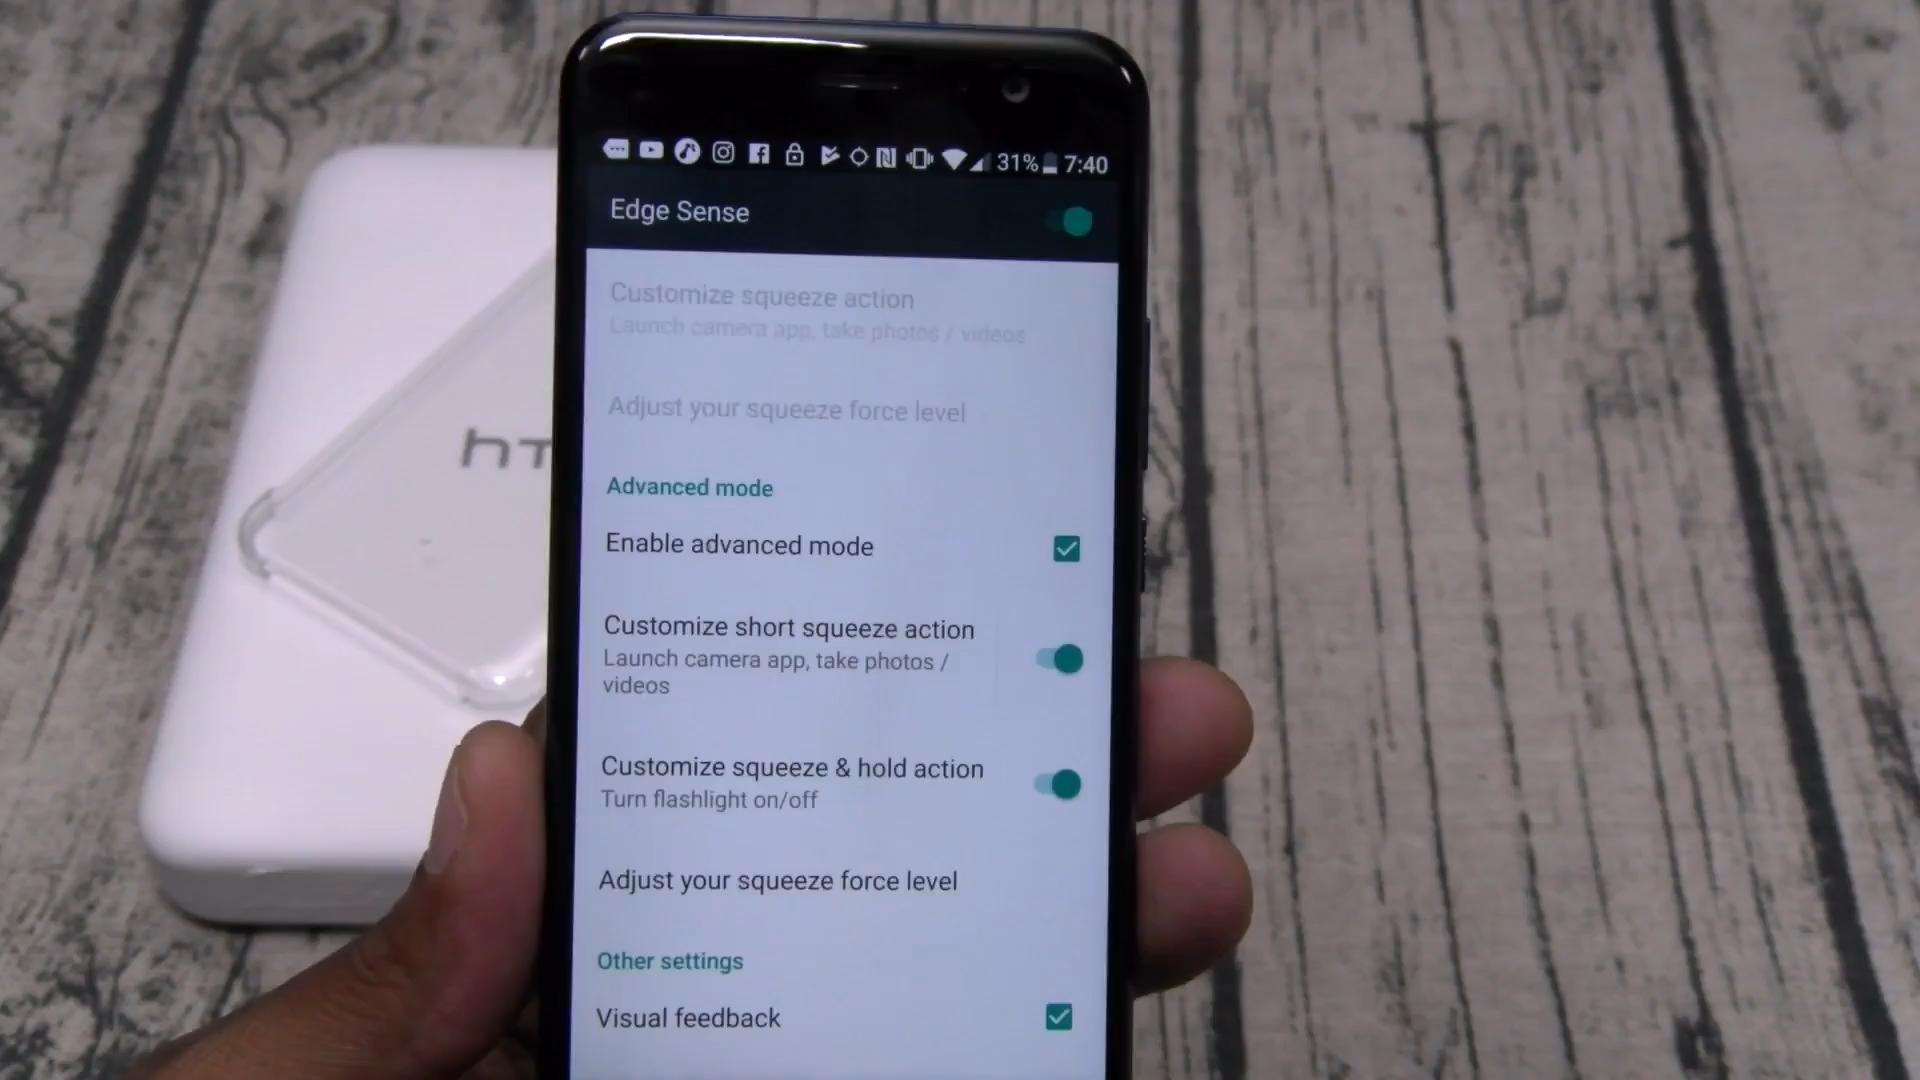 31% 7:40
Edge Sense
Customize squeeze action
Launch camera app, take photos / videos
Adjust your squeeze force level
Advanced mode
Enable advanced mode
Customize short squeeze action
Launch camera app, take photos /
videos
Customize squeeze & hold action
Turn flashlight on/off
Adjust your squeeze force level
Other settings
Visual feedback
hT